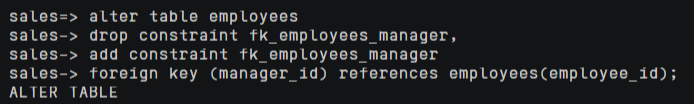 sales=> alter table employees
sales-> drop constraint fk_employees_manager,
sales-> add constraint fk_employees_manager
sales-> foreign key (manager_id) references employees(employee_id);
ALTER TABLE